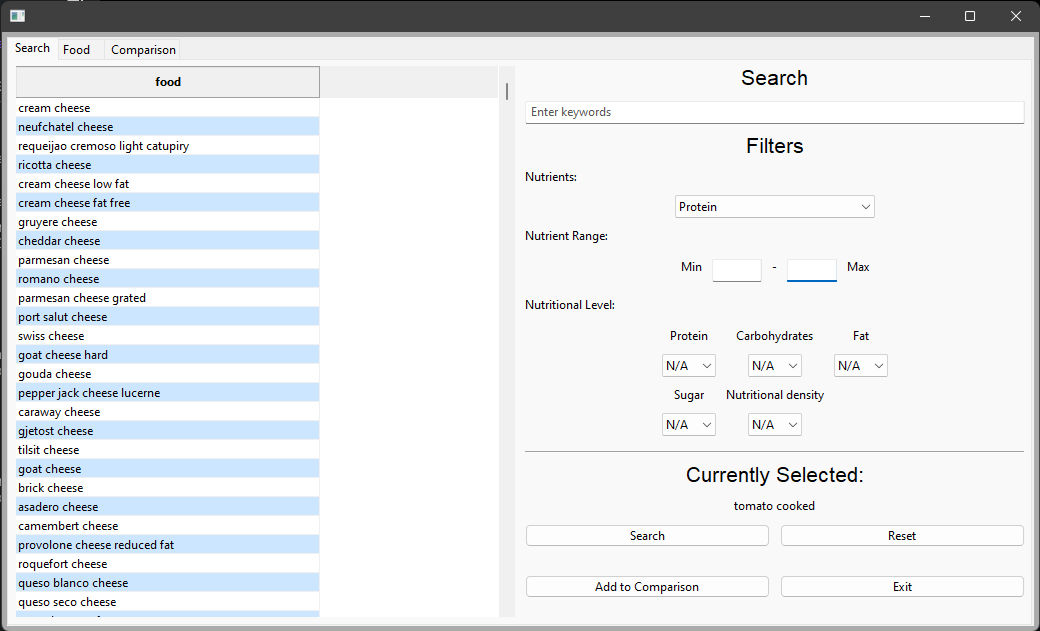 Search Food Comparison
food
cream cheese
neufchatel cheese
requeijao cremoso light catupiry
ricotta cheese
cream cheese low fat
cream cheese fat free
gruyere cheese
cheddar cheese
parmesan cheese
romano cheese
parmesan cheese grated
port salut cheese
swiss cheese
goat cheese hard
gouda cheese
pepper jack cheese lucerne
caraway cheese
gjetost cheese
tilsit cheese
goat cheese
brick cheese
asadero cheese
camembert cheese
provolone cheese reduced fat
roquefort cheese
queso blanco cheese
queso seco cheese
Search
Enter keywords
Filters
Nutrients:
Protein
Nutrient Range:
Min - Max
Nutritional Level:
Protein Carbohydrates Fat
N/A N/A N/A
Sugar Nutritional density
N/A N/A
Currently Selected:
tomato cooked
Search Reset
Add to Comparison Exit